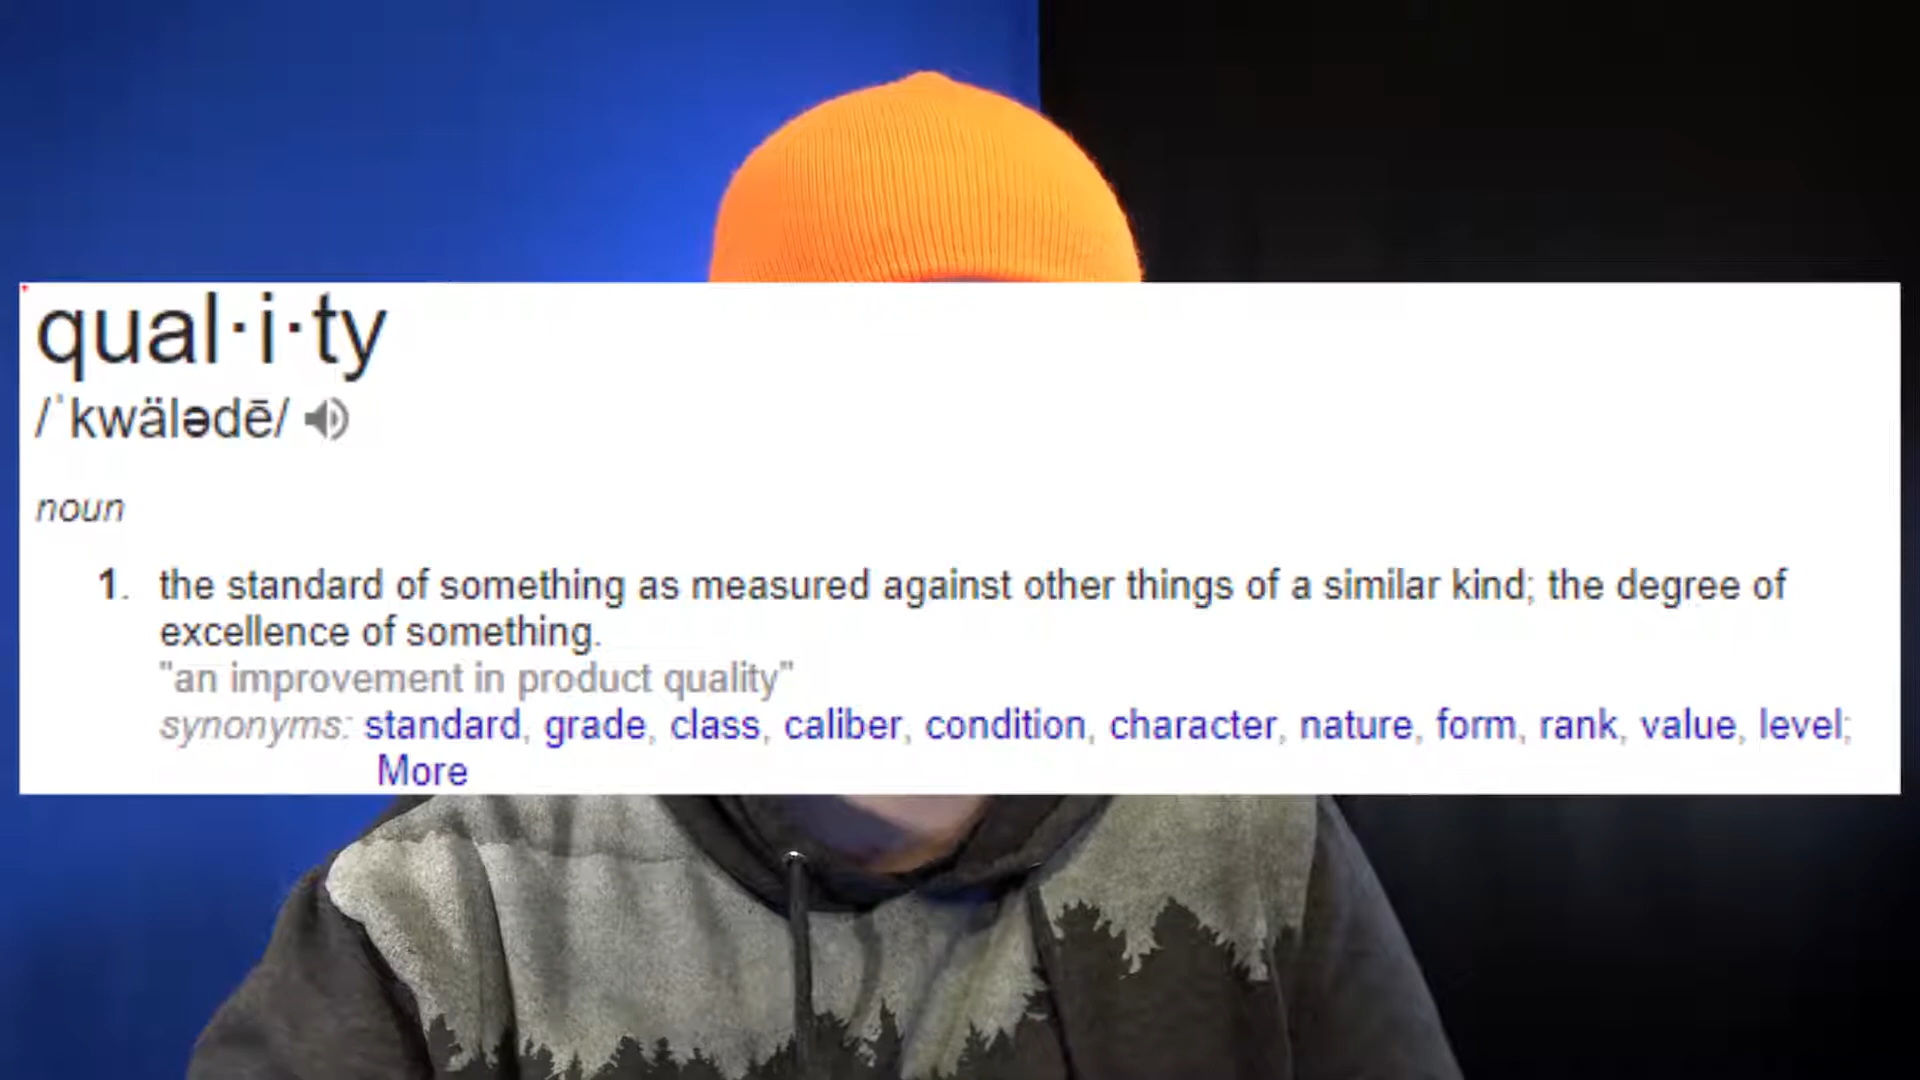 qual·i·ty
/ˈkwälədē/
noun
1. the standard of something as measured against other things of a similar kind; the degree of
excellence of something.
"an improvement in product quality"
synonyms: standard, grade, class, caliber, condition, character, nature, form, rank, value, level;
More